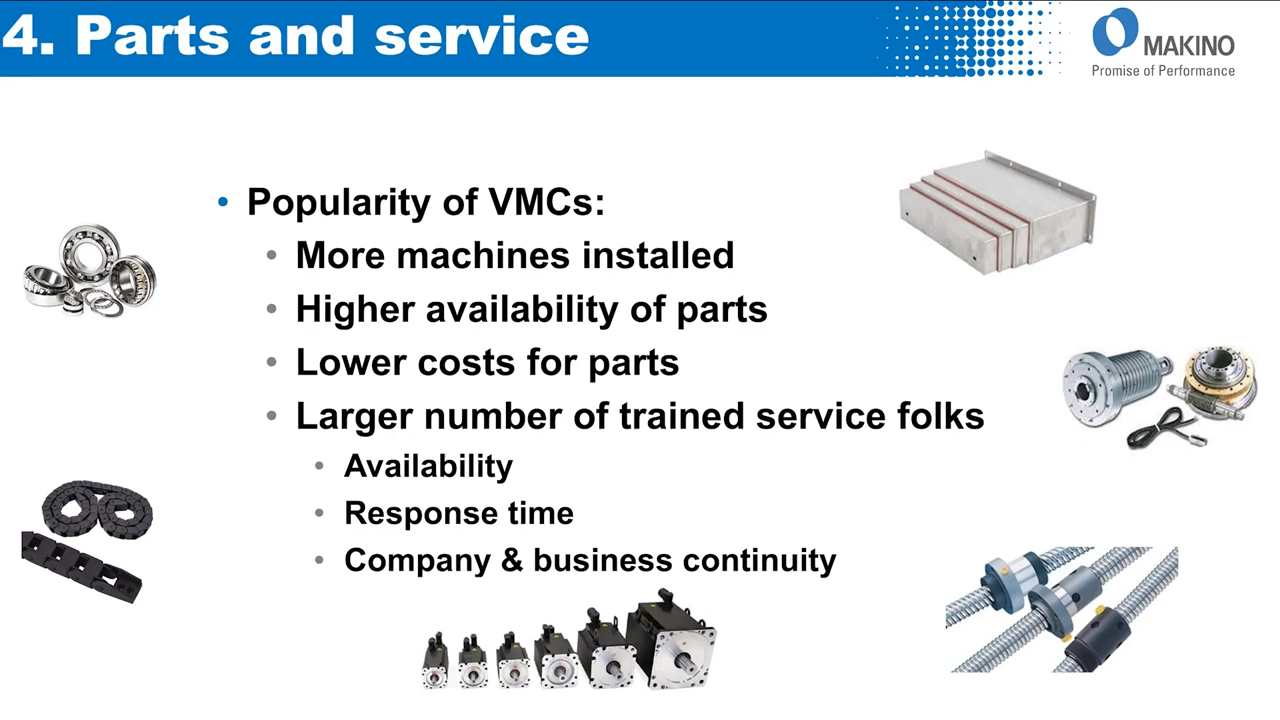 4. Parts and service
MAKINO
Promise of Performance
• Popularity of VMCs:
• More machines installed
• Higher availability of parts
• Lower costs for parts
• Larger number of trained service folks
• Availability
• Response time
• Company & business continuity